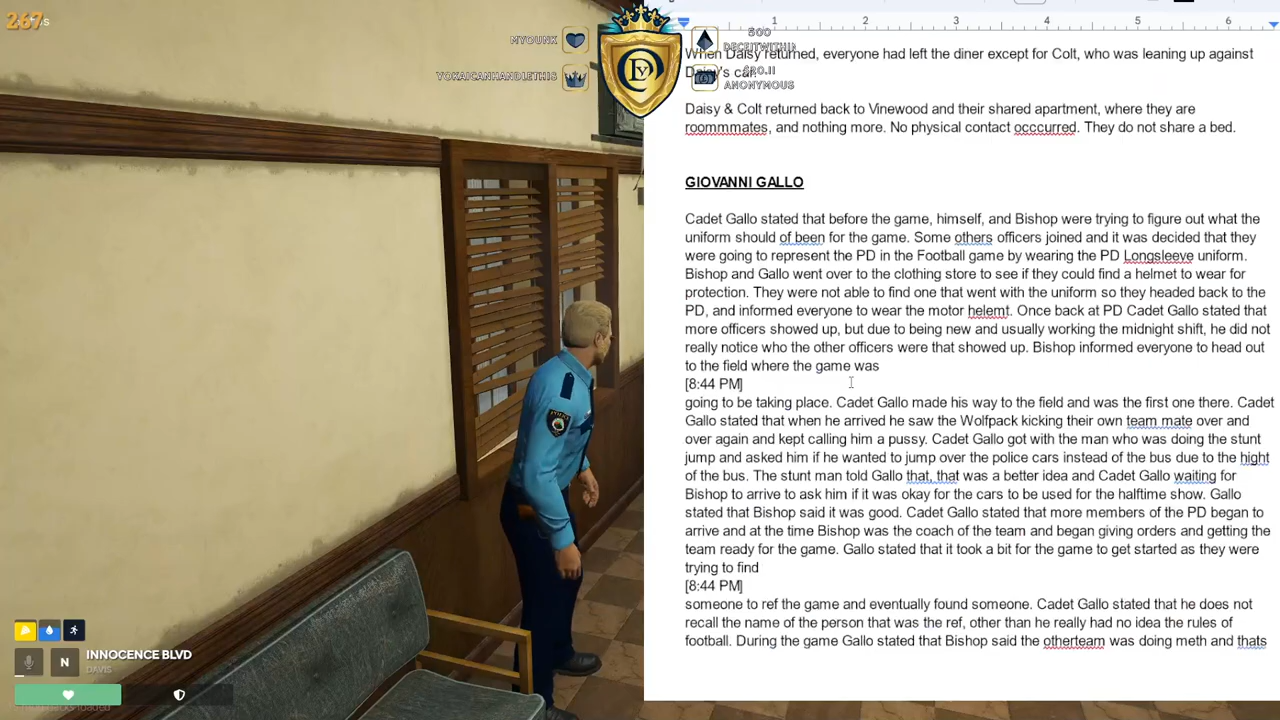 267
MYOUNK
YOKAICANHANDLETHIS
500
DECEITWITHIN
ANONYMOUS
DV
1
2
3
4
5
6
When Daisy returned, everyone had left the diner except for Colt, who was leaning up against
Daisy's car.
Daisy & Colt returned back to Vinewood and their shared apartment, where they are
roommmates, and nothing more. No physical contact occcurred. They do not share a bed.
GIOVANNI GALLO
Cadet Gallo stated that before the game, himself, and Bishop were trying to figure out what the
uniform should of been for the game. Some others officers joined and it was decided that they
were going to represent the PD in the Football game by wearing the PD Longsleeve uniform.
Bishop and Gallo went over to the clothing store to see if they could find a helmet to wear for
protection. They were not able to find one that went with the uniform so they headed back to the
PD, and informed everyone to wear the motor helemt. Once back at PD Cadet Gallo stated that
more officers showed up, but due to being new and usually working the midnight shift, he did not
really notice who the other officers were that showed up. Bishop informed everyone to head out
to the field where the game was
[8:44 PM]
going to be taking place. Cadet Gallo made his way to the field and was the first one there. Cadet
Gallo stated that when he arrived he saw the Wolfpack kicking their own team mate over and
over again and kept calling him a pussy. Cadet Gallo got with the man who was doing the stunt
jump and asked him if he wanted to jump over the police cars instead of the bus due to the hight
of the bus. The stunt man told Gallo that, that was a better idea and Cadet Gallo waiting for
Bishop to arrive to ask him if it was okay for the cars to be used for the halftime show. Gallo
stated that Bishop said it was good. Cadet Gallo stated that more members of the PD began to
arrive and at the time Bishop was the coach of the team and began giving orders and getting the
team ready for the game. Gallo stated that it took a bit for the game to get started as they were
trying to find
[8:44 PM]
someone to ref the game and eventually found someone. Cadet Gallo stated that he does not
recall the name of the person that was the ref, other than he really had no idea the rules of
football. During the game Gallo stated that Bishop said the otherteam was doing meth and thats
POLICE
N
INNOCENCE BLVD
DAVIS
loaded